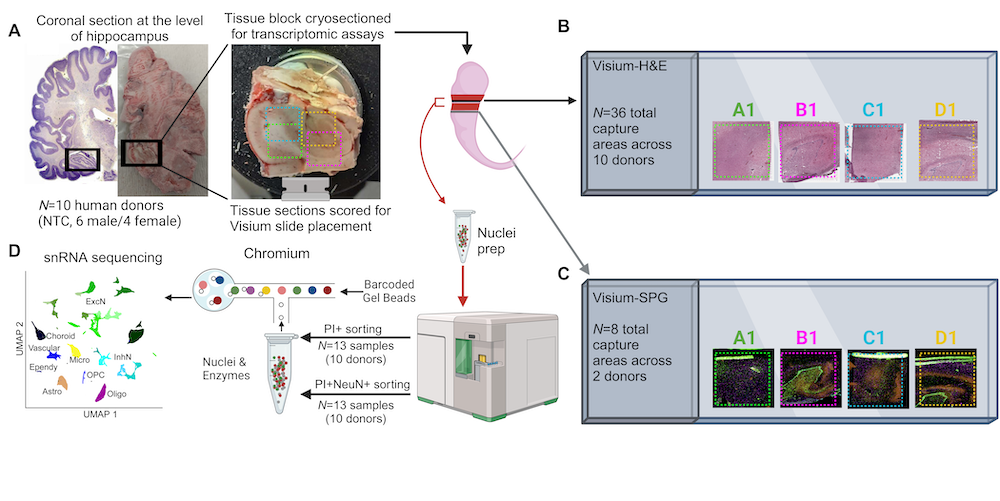 A
Coronal section at the level
of hippocampus
Tissue block cryosectioned
for transcriptomic assays
N=10 human donors
(NTC, 6 male/4 female)
Tissue sections scored for
Visium slide placement
Nuclei
prep
B
Visium-H&E
N=36 total
capture
areas across
10 donors
A1
B1
C1
D1
C
Visium-SPG
N=8 total
capture
areas across
2 donors
A1
B1
C1
D1
D
snRNA sequencing
UMAP 2
UMAP 1
ExcN
Choroid
Vascular
Ependy
Micro
InhN
OPC
Astro
Oligo
Chromium
Barcoded
Gel Beads
Nuclei &
Enzymes
PI+ sorting
N=13 samples
(10 donors)
PI+NeuN+ sorting
N=13 samples
(10 donors)